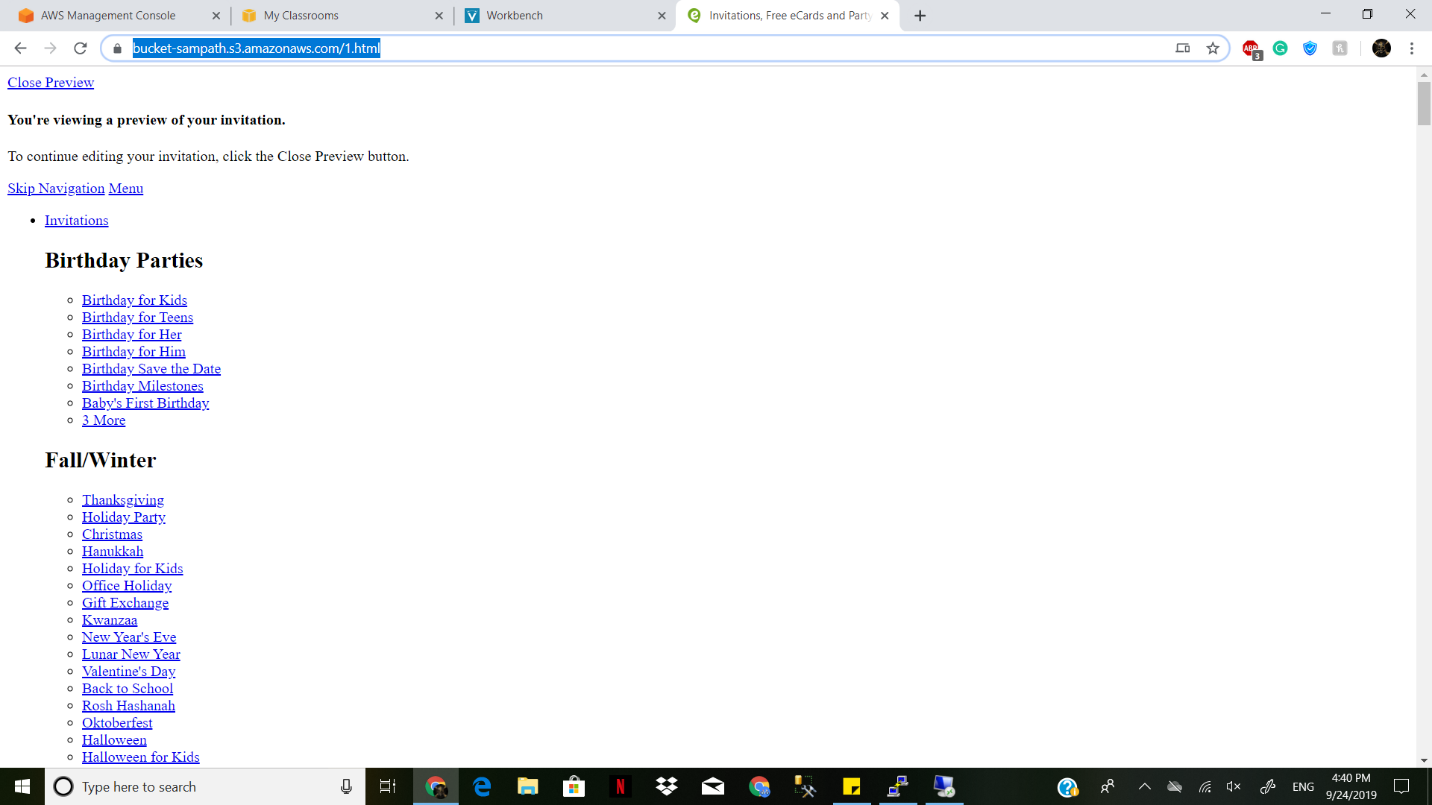 AWS Management Console
My Classrooms
Workbench
Invitations, Free eCards and Party
bucket-sampath.s3.amazonaws.com/1.html
ABP
3
Close Preview
You're viewing a preview of your invitation.
To continue editing your invitation, click the Close Preview button.
Skip Navigation Menu
Invitations
Birthday Parties
Birthday for Kids
Birthday for Teens
Birthday for Her
Birthday for Him
Birthday Save the Date
Birthday Milestones
Baby's First Birthday
3 More
Fall/Winter
Thanksgiving
Holiday Party
Christmas
Hanukkah
Holiday for Kids
Office Holiday
Gift Exchange
Kwanzaa
New Year's Eve
Lunar New Year
Valentine's Day
Back to School
Rosh Hashanah
Oktoberfest
Halloween
Halloween for Kids
Type here to search
ENG
4:40 PM
9/24/2019